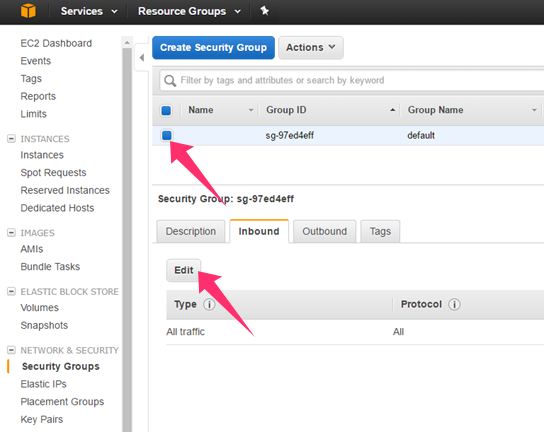 Services Resource Groups
EC2 Dashboard
Events
Tags
Reports
Limits
INSTANCES
Instances
Spot Requests
Reserved Instances
Dedicated Hosts
IMAGES
AMIs
Bundle Tasks
ELASTIC BLOCK STORE
Volumes
Snapshots
NETWORK & SECURITY
Security Groups
Elastic IPs
Placement Groups
Key Pairs
Create Security Group Actions
Filter by tags and attributes or search by keyword
Name Group ID Group Name
sg-97ed4eff default
Security Group: sg-97ed4eff
Description Inbound Outbound Tags
Edit
Type i Protocol i
All traffic All